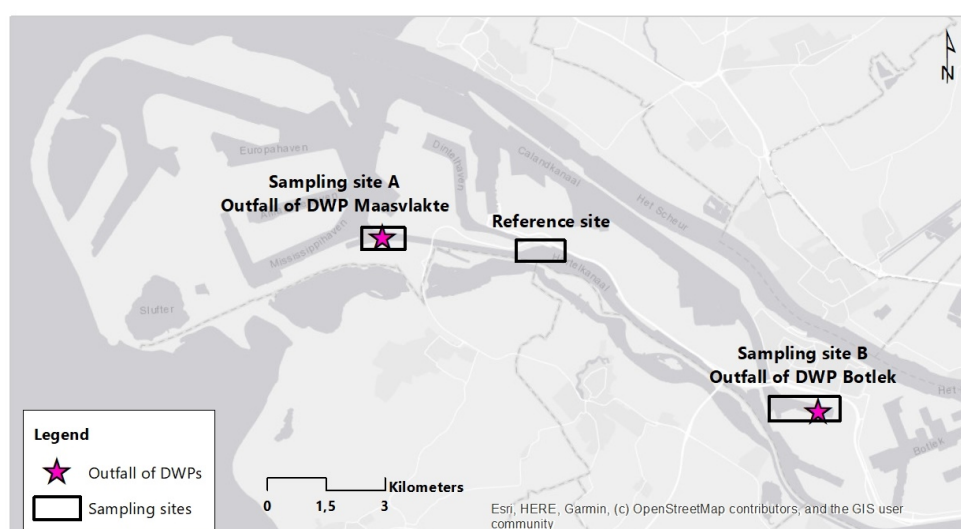 N
Europahaven
Dintelhaven
Calandkanaal
Het Scheur
Sampling site A
Outfall of DWP Maasvlakte
Mississippihaven
Reference site
Hartelkanaal
Slufter
Sampling site B
Outfall of DWP Botlek
Het
Botlek
Legend
Outfall of DWPs
Sampling sites
Kilometers
0 1,5 3
Esri, HERE, Garmin, (c) OpenStreetMap contributors, and the GIS user
community